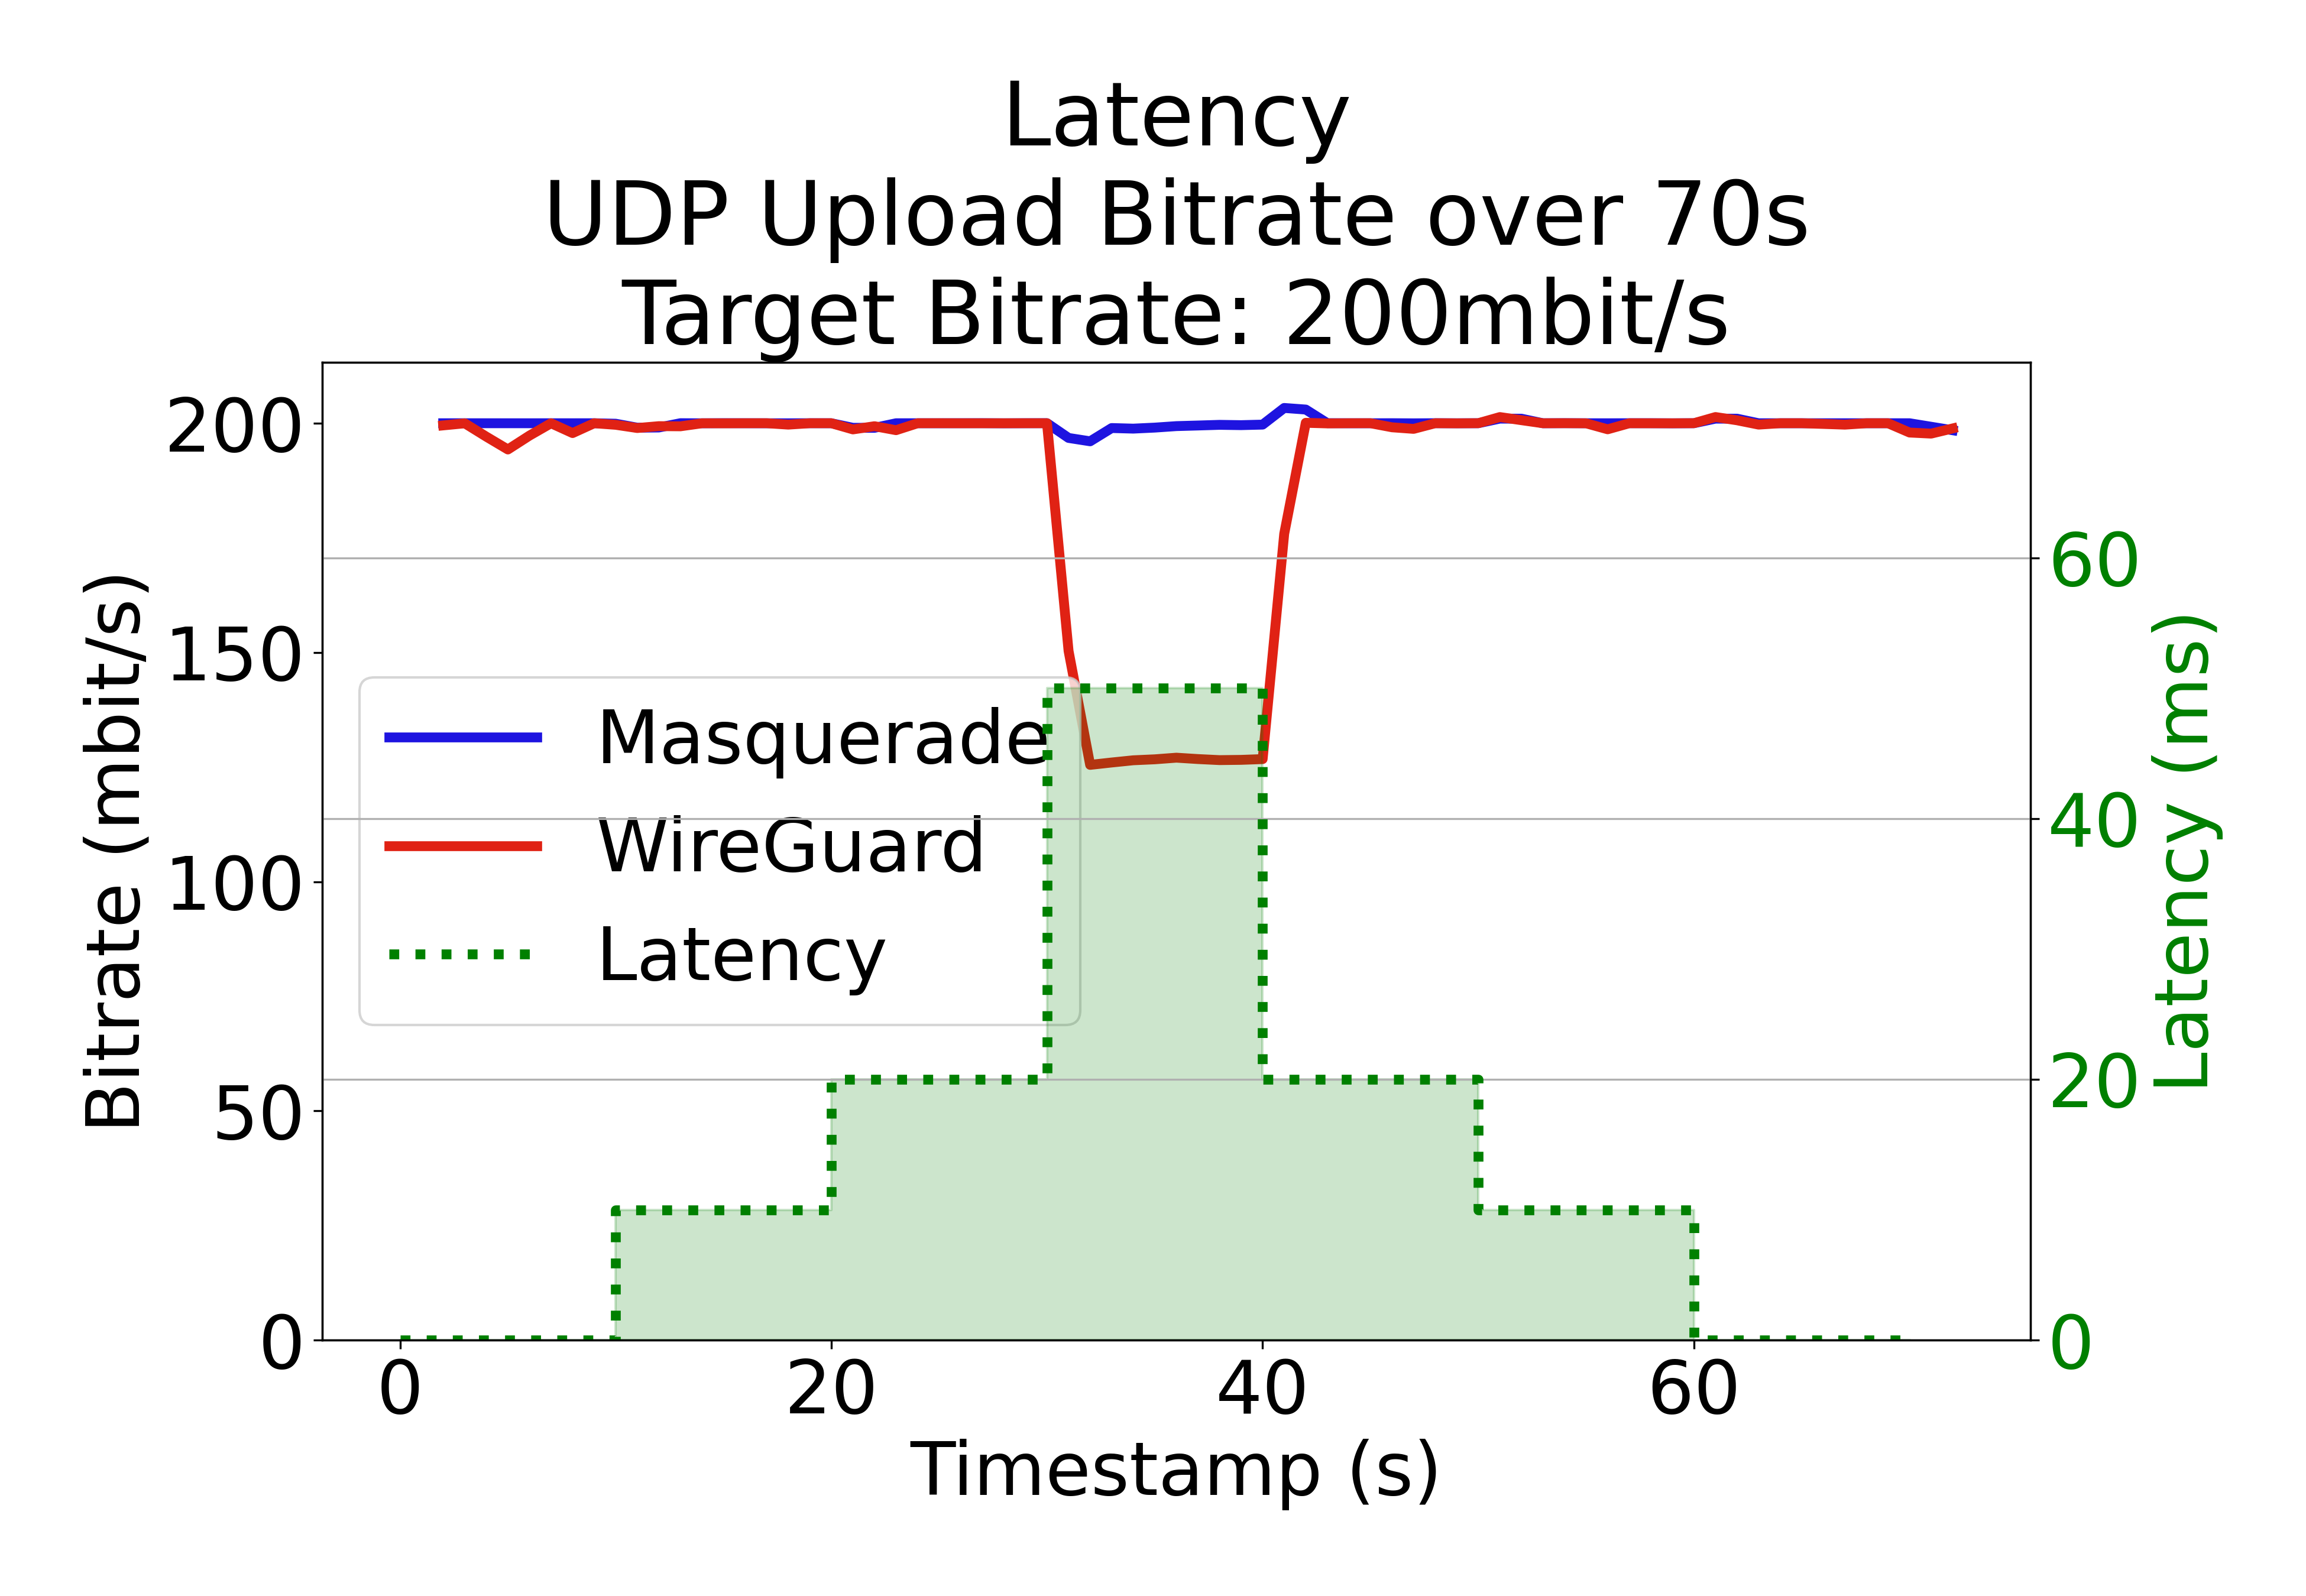 Latency
UDP Upload Bitrate over 70s
Target Bitrate: 200mbit/s
Bitrate (mbit/s)
200
150
100
50
0
Masquerade
WireGuard
Latency
60
40
20
0
Latency (ms)
0 20 40 60
Timestamp (s)